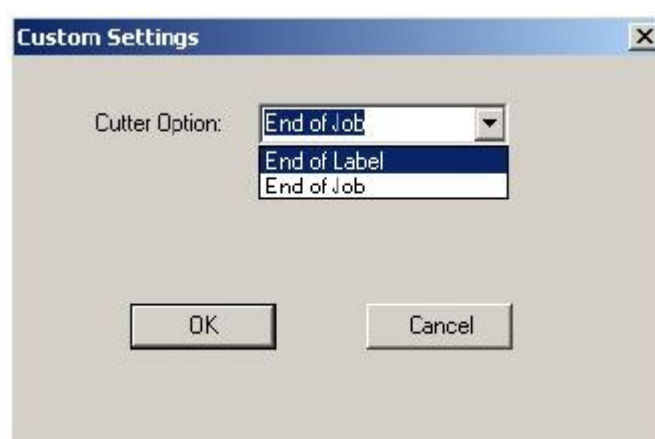 Custom Settings
Cutter Option: End of Job
End of Label
End of Job
OK Cancel